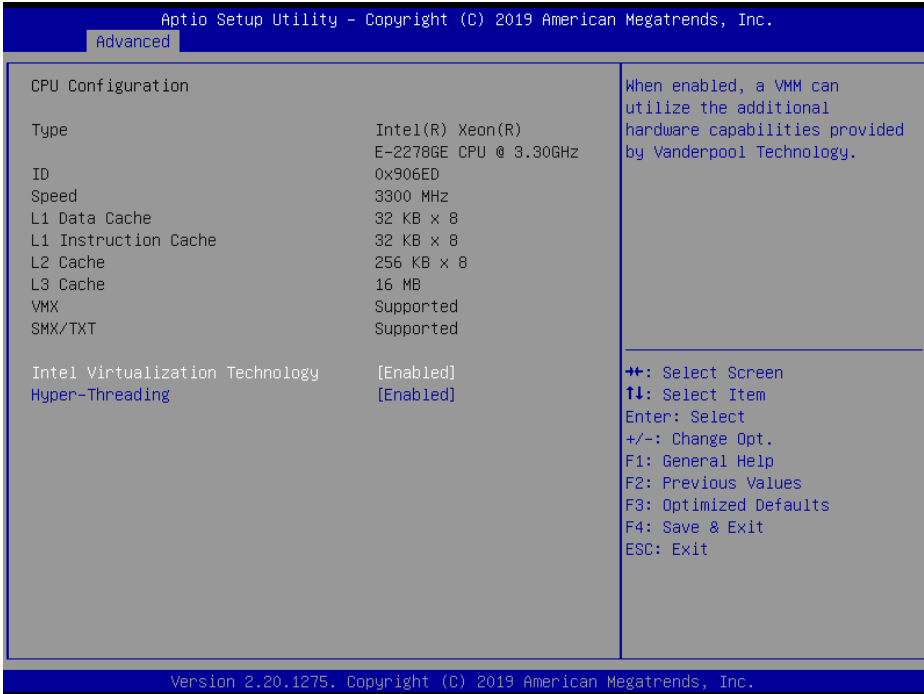 Aptio Setup Utility – Copyright (C) 2019 American Megatrends, Inc.
Advanced
CPU Configuration
Type Intel(R) Xeon(R)
E-2278GE CPU @ 3.30GHz
ID 0x906ED
Speed 3300 MHz
L1 Data Cache 32 KB x 8
L1 Instruction Cache 32 KB x 8
L2 Cache 256 KB x 8
L3 Cache 16 MB
VMX Supported
SMX/TXT Supported
Intel Virtualization Technology [Enabled]
Hyper-Threading [Enabled]
When enabled, a VMM can
utilize the additional
hardware capabilities provided
by Vanderpool Technology.
→←: Select Screen
↑↓: Select Item
Enter: Select
+/-: Change Opt.
F1: General Help
F2: Previous Values
F3: Optimized Defaults
F4: Save & Exit
ESC: Exit
Version 2.20.1275. Copyright (C) 2019 American Megatrends, Inc.